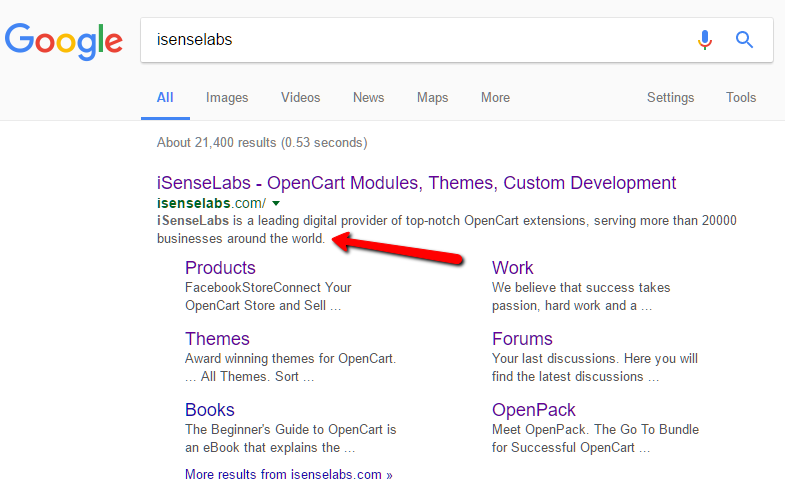 Google
isenselabs
All Images Videos News Maps More Settings Tools
About 21,400 results (0.53 seconds)
iSenseLabs - OpenCart Modules, Themes, Custom Development
isenselabs.com/
iSenseLabs is a leading digital provider of top-notch OpenCart extensions, serving more than 20000
businesses around the world.
Products
FacebookStoreConnect Your
OpenCart Store and Sell ...
Work
We believe that success takes
passion, hard work and a ...
Themes
Award winning themes for OpenCart.
... All Themes. Sort ...
Forums
Your last discussions. Here you will
find the latest discussions ...
Books
The Beginner's Guide to OpenCart is
an eBook that explains the ...
OpenPack
Meet OpenPack. The Go To Bundle
for Successful OpenCart ...
More results from isenselabs.com »